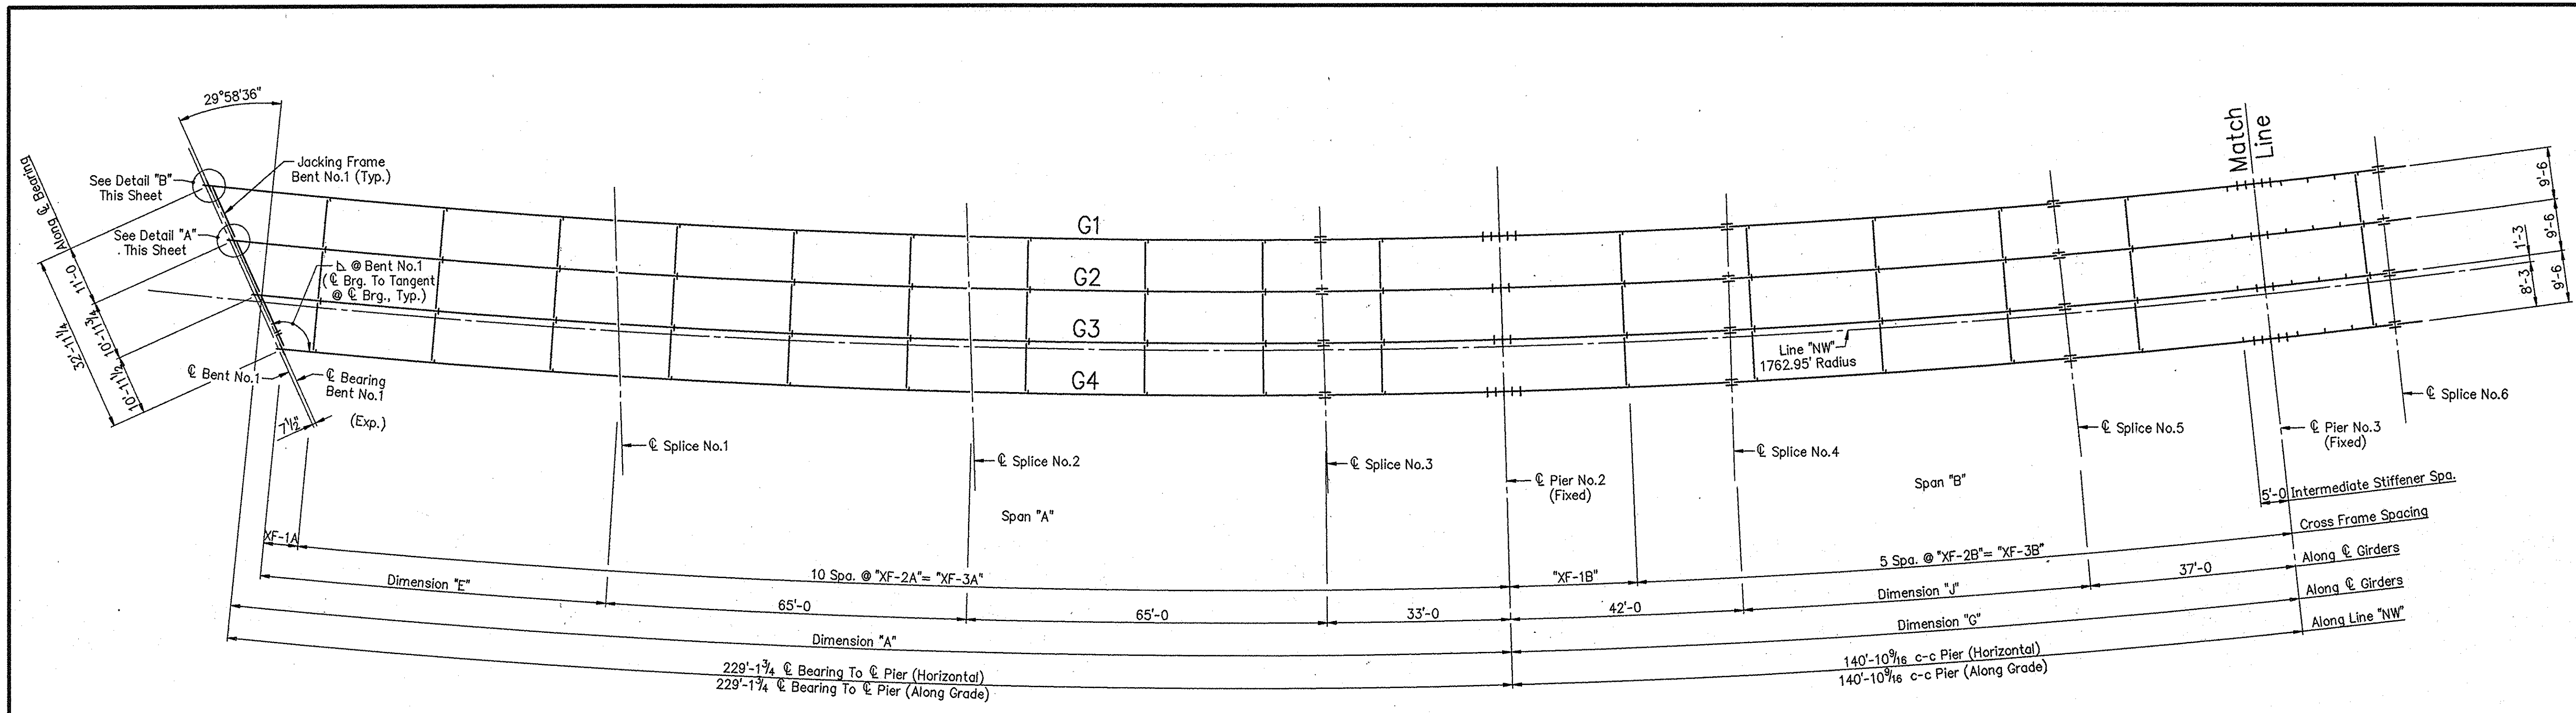 29°58'36"
Along ℄ Bearing
See Detail "B"
This Sheet
Jacking Frame
Bent No.1 (Typ.)
See Detail "A"
This Sheet
⊾ @ Bent No.1
(℄ Brg. To Tangent
@ ℄ Brg., Typ.)
11'-0
10'-11¾
10'-11½
32'-11¼
℄ Bent No.1
℄ Bearing
Bent No.1
(Exp.)
7½"
G1
G2
G3
G4
Match
Line
9'-6
9'-6
1'-3
8'-3
9'-6
Line "NW"
1762.95' Radius
℄ Splice No.1
℄ Splice No.2
℄ Splice No.3
℄ Pier No.2
(Fixed)
℄ Splice No.4
℄ Splice No.5
℄ Pier No.3
(Fixed)
℄ Splice No.6
Span "A"
Span "B"
5'-0 Intermediate Stiffener Spa.
XF-1A
10 Spa. @ "XF-2A"= "XF-3A"
"XF-1B"
5 Spa. @ "XF-2B"= "XF-3B"
Cross Frame Spacing
Dimension "E"
65'-0
65'-0
33'-0
42'-0
Dimension "J"
37'-0
Along ℄ Girders
Dimension "A"
Dimension "G"
Along ℄ Girders
229'-1¾ ℄ Bearing To ℄ Pier (Horizontal)
229'-1¾ ℄ Bearing To ℄ Pier (Along Grade)
140'-10⁹⁄₁₆ c-c Pier (Horizontal)
140'-10⁹⁄₁₆ c-c Pier (Along Grade)
Along Line "NW"